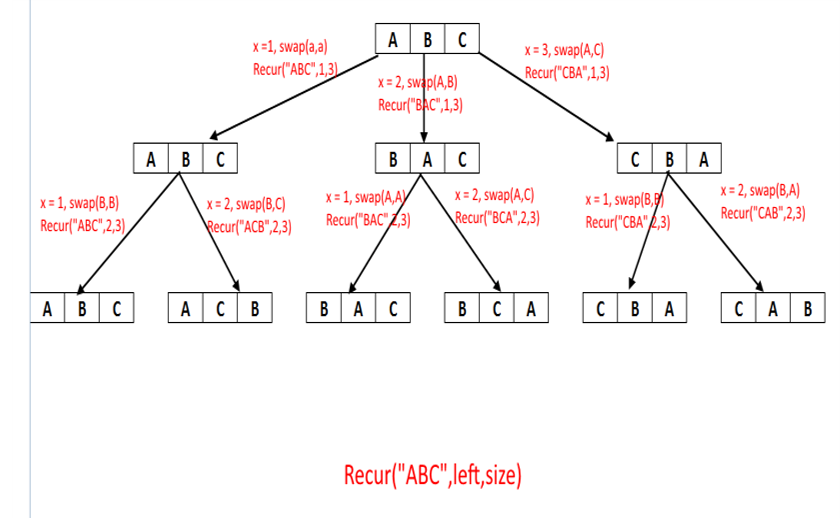 A B C
x =1, swap(a,a)
Recur("ABC",1,3)
x = 2, swap(A,B)
Recur("BAC",1,3)
x = 3, swap(A,C)
Recur("CBA",1,3)
A B C
B A C
C B A
x = 1, swap(B,B)
Recur("ABC",2,3)
x = 2, swap(B,C)
Recur("ACB",2,3)
x = 1, swap(A,A)
Recur("BAC",2,3)
x = 2, swap(A,C)
Recur("BCA",2,3)
x = 1, swap(B,B)
Recur("CBA",2,3)
x = 2, swap(B,A)
Recur("CAB",2,3)
A B C
A C B
B A C
B C A
C B A
C A B
Recur("ABC",left,size)